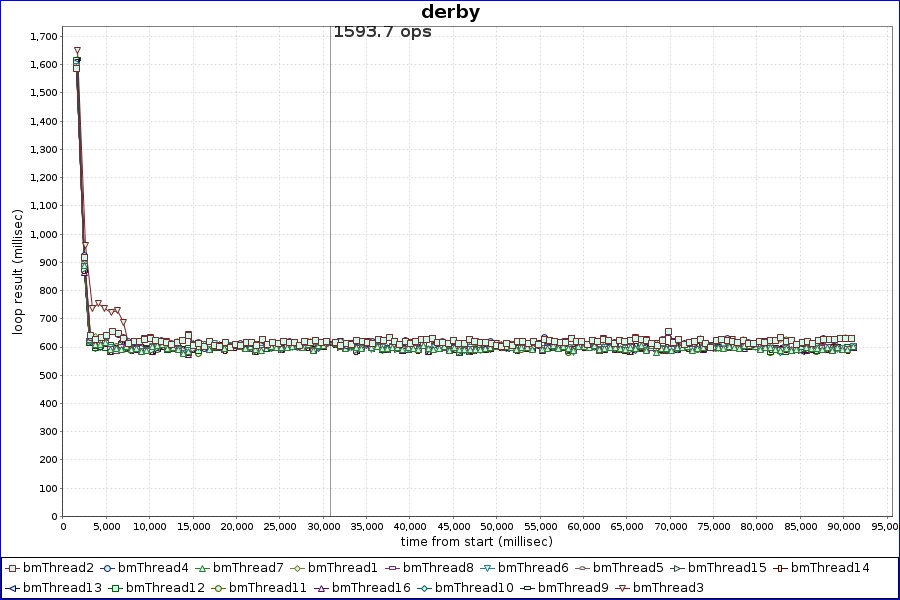 derby
1593.7 ops
1,700
1,600
1,500
1,400
1,300
1,200
1,100
1,000
900
800
700
600
500
400
300
200
100
0
loop result (millisec)
0 5,000 10,000 15,000 20,000 25,000 30,000 35,000 40,000 45,000 50,000 55,000 60,000 65,000 70,000 75,000 80,000 85,000 90,000 95,00
time from start (millisec)
bmThread2 bmThread4 bmThread7 bmThread1 bmThread8 bmThread6 bmThread5 bmThread15 bmThread14
bmThread13 bmThread12 bmThread11 bmThread16 bmThread10 bmThread9 bmThread3